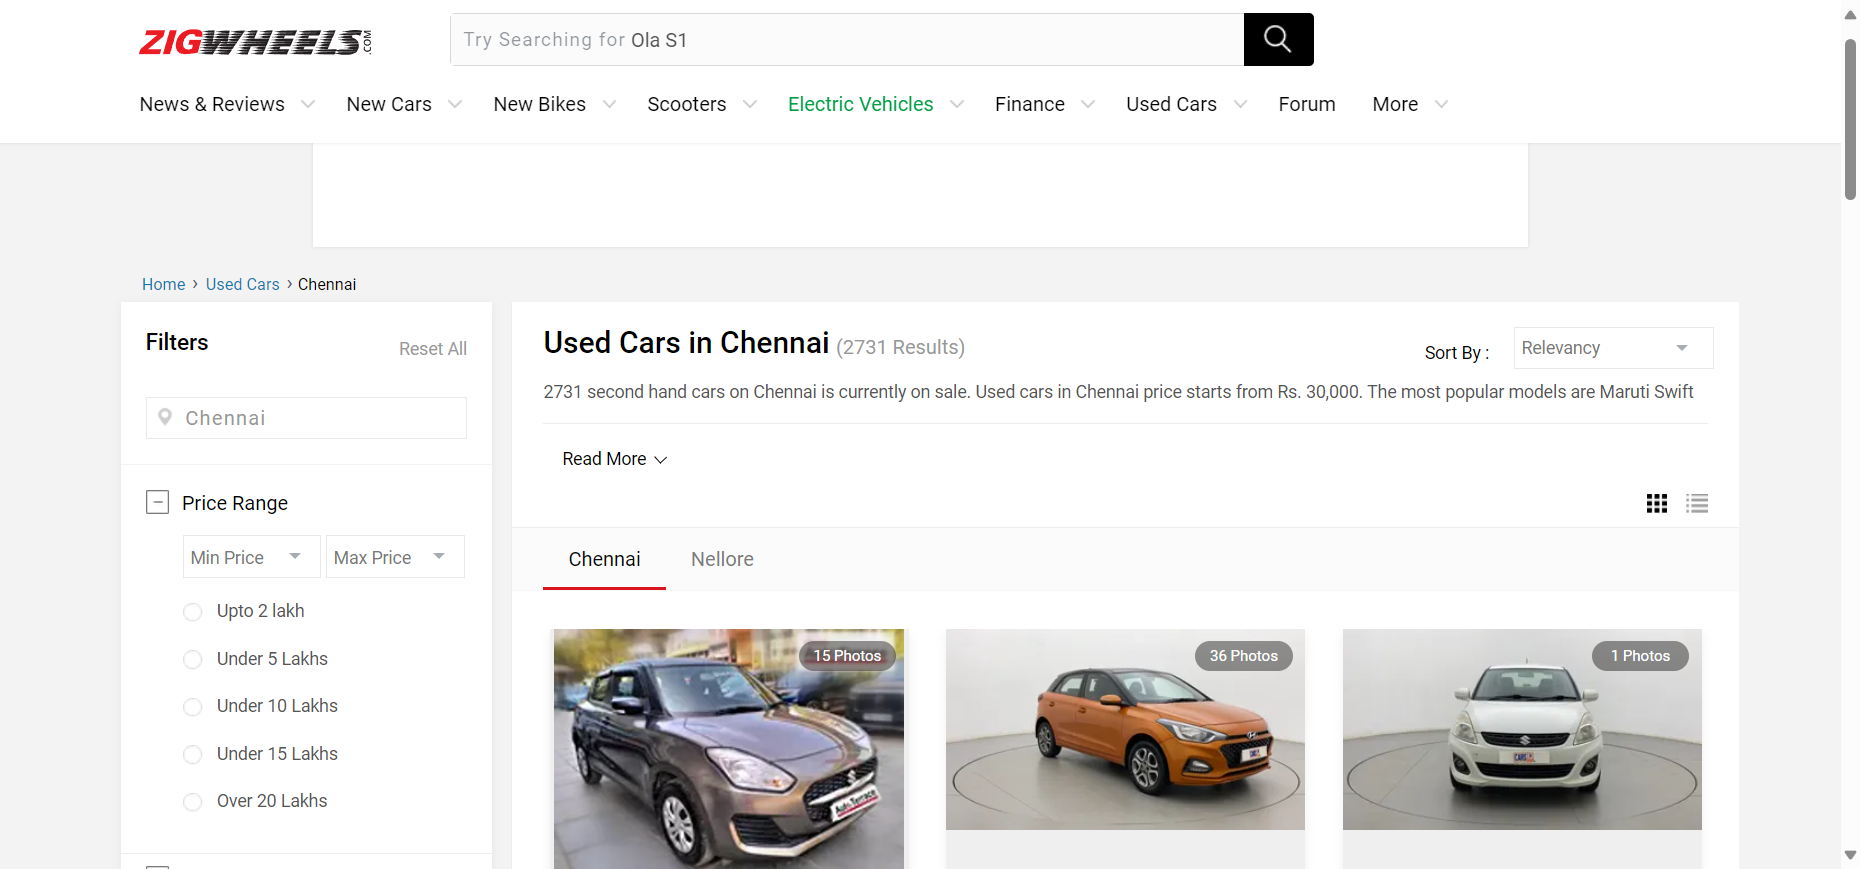 ZIGWHEELS.COM
Try Searching for Ola S1
News & Reviews New Cars New Bikes Scooters Electric Vehicles Finance Used Cars Forum More
Home › Used Cars › Chennai
Filters
Reset All
Chennai
Price Range
Min Price Max Price
Upto 2 lakh
Under 5 Lakhs
Under 10 Lakhs
Under 15 Lakhs
Over 20 Lakhs
Used Cars in Chennai (2731 Results)
Sort By : Relevancy
2731 second hand cars on Chennai is currently on sale. Used cars in Chennai price starts from Rs. 30,000. The most popular models are Maruti Swift
Read More
Chennai Nellore
15 Photos
36 Photos
1 Photos
AutoTerrace